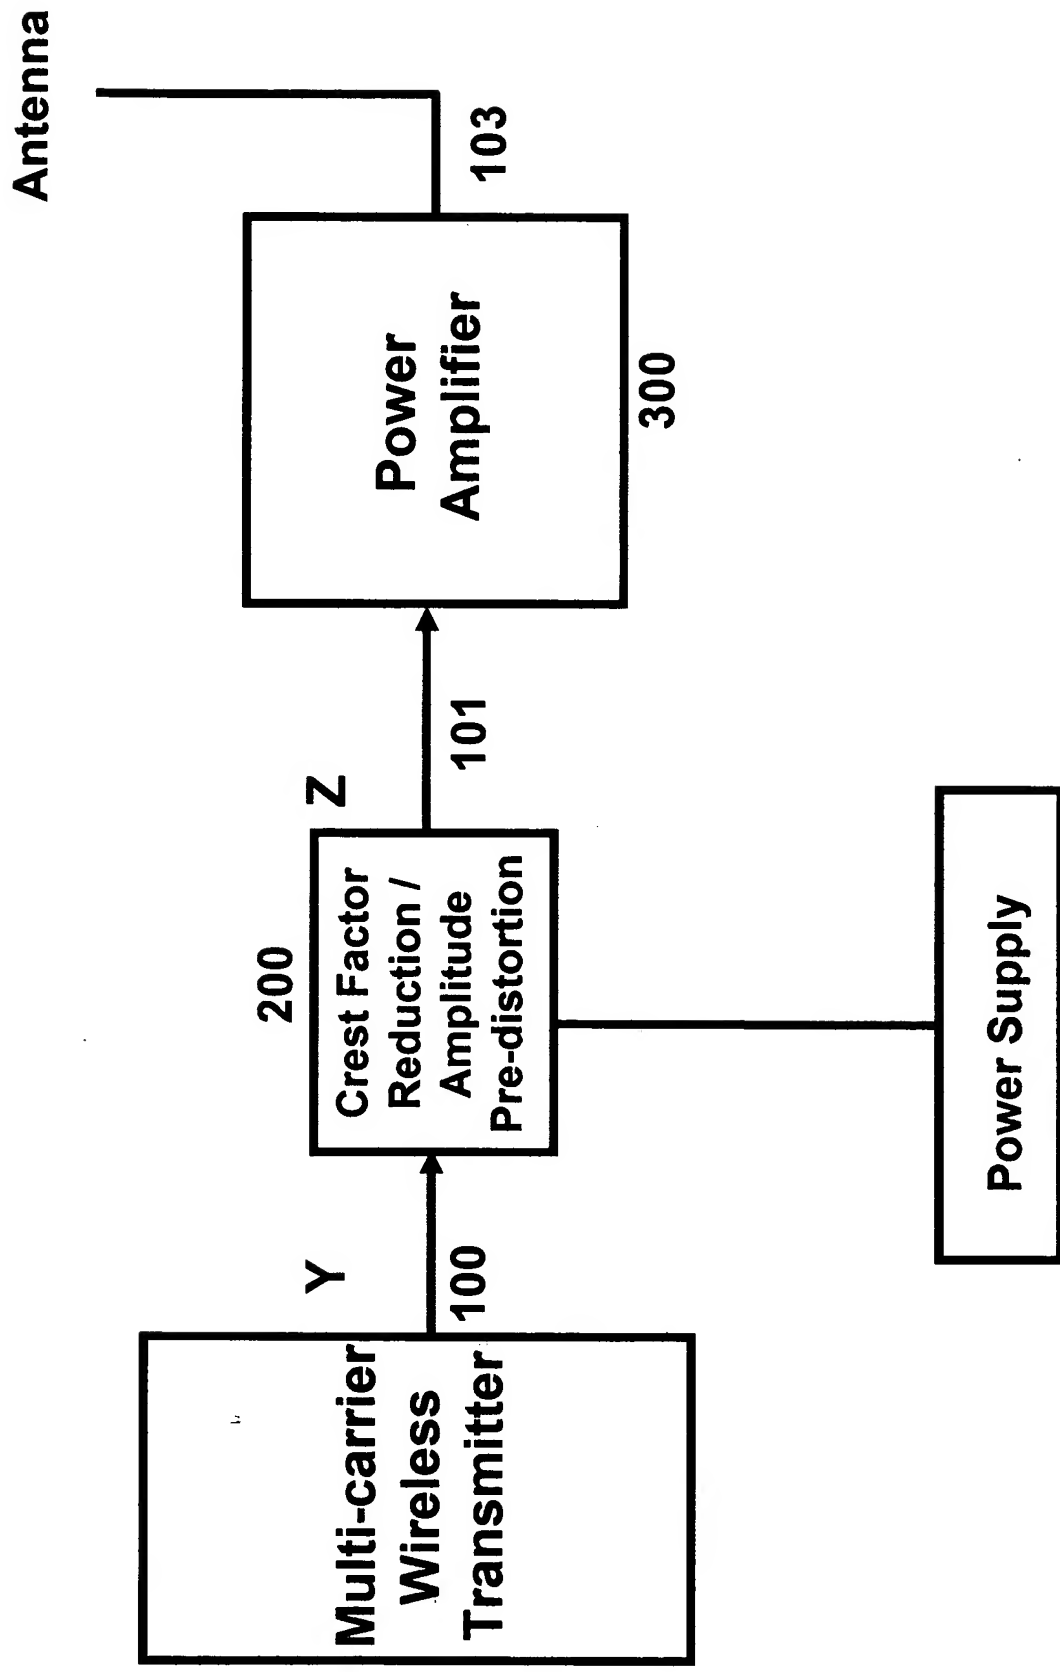 Antenna
Multi-carrier
Wireless
Transmitter
Y
100
200
Crest Factor
Reduction /
Amplitude
Pre-distortion
Z
101
Power
Amplifier
300
103
Power Supply